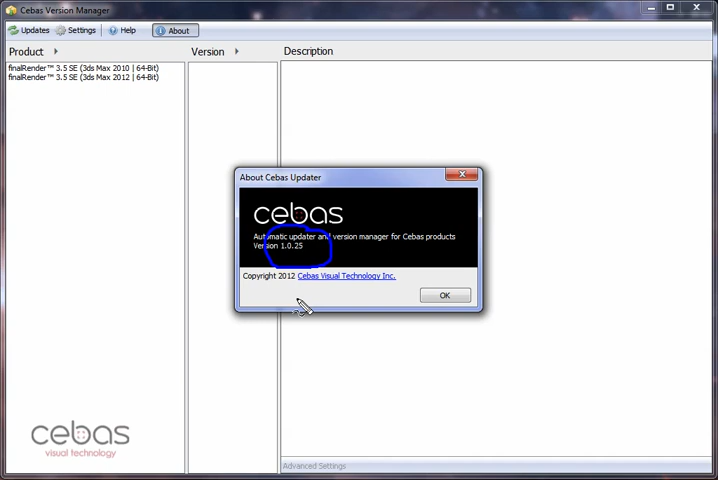 Cebas Version Manager
Updates Settings Help About
Product Version Description
finalRender™ 3.5 SE (3ds Max 2010 | 64-Bit)
finalRender™ 3.5 SE (3ds Max 2012 | 64-Bit)
About Cebas Updater
cebas
Automatic updater and version manager for Cebas products
Version 1.0.25
Copyright 2012 Cebas Visual Technology Inc.
OK
cebas
visual technology
Advanced Settings